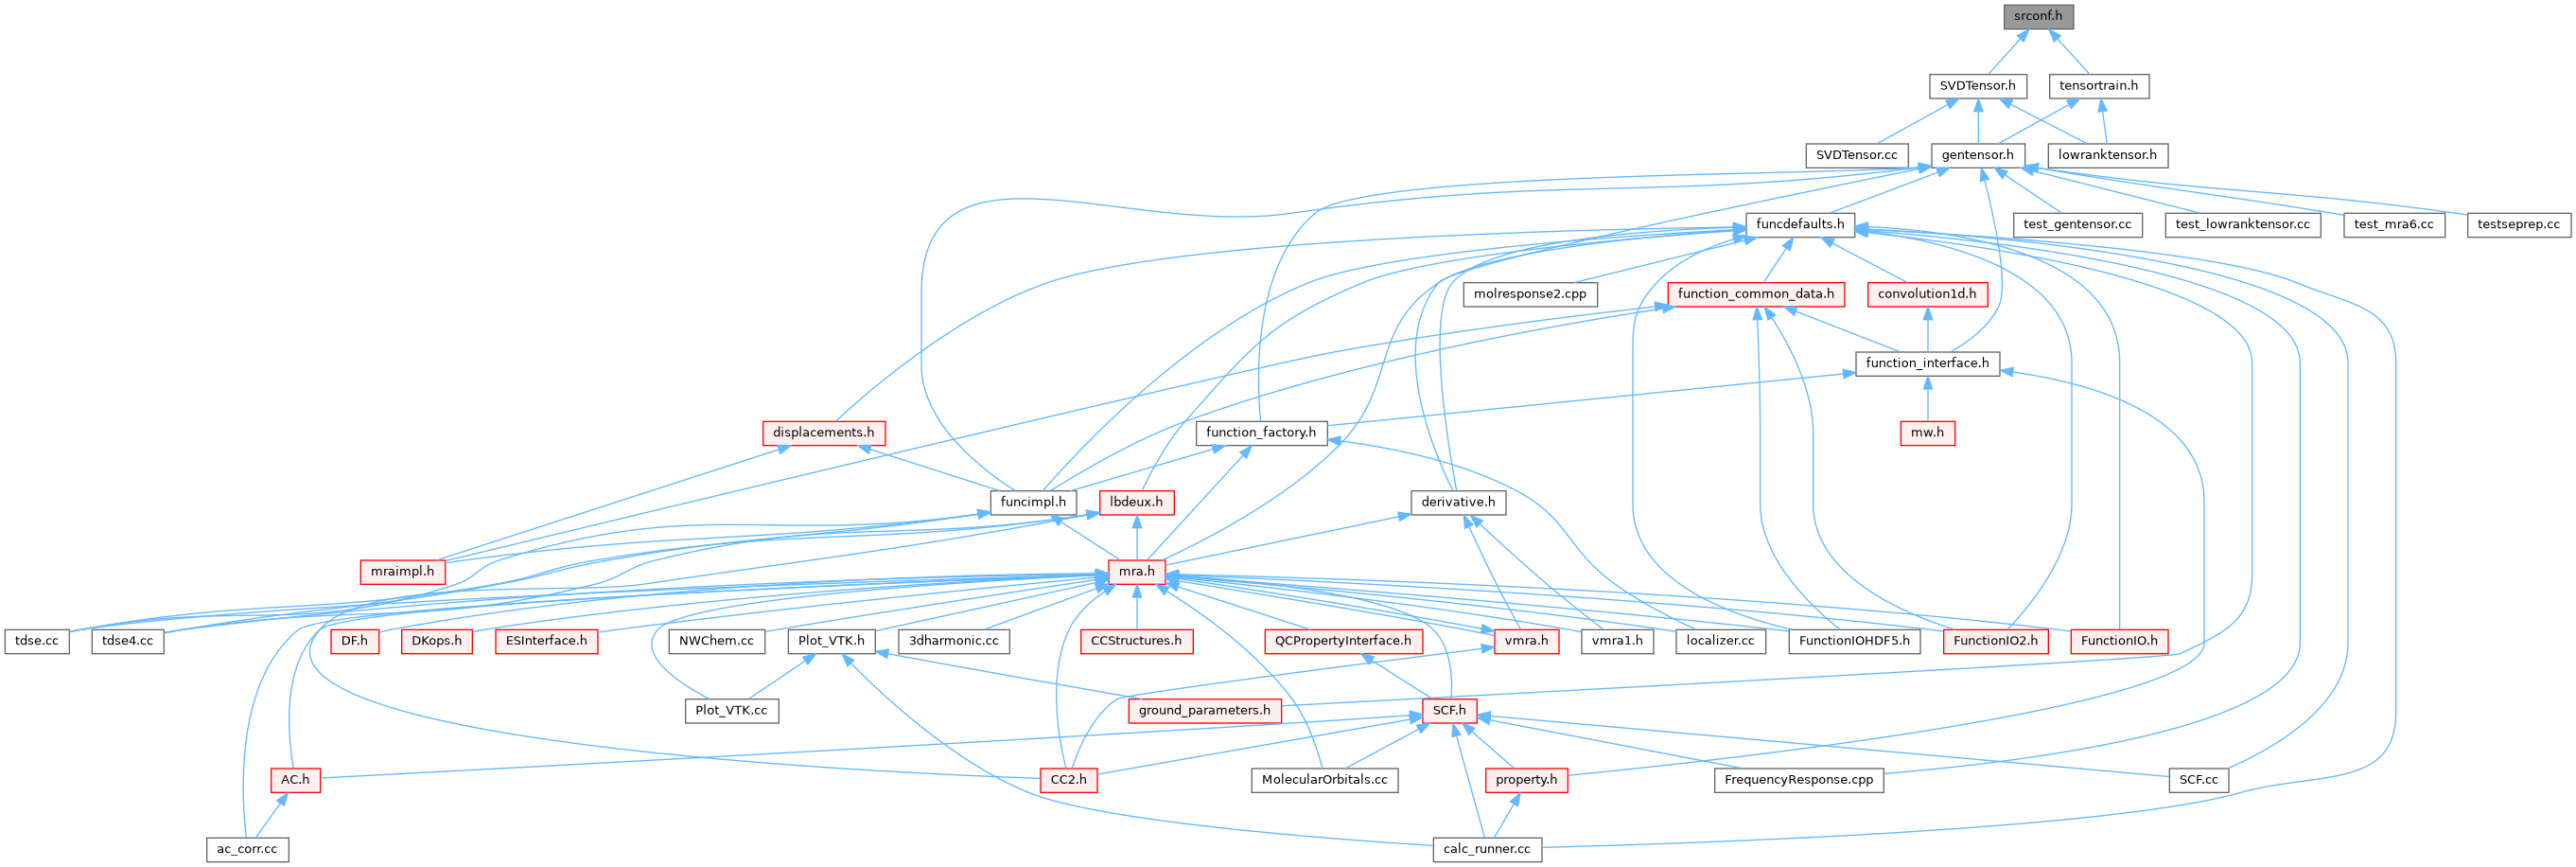 srconf.h
SVDTensor.h
tensortrain.h
SVDTensor.cc
gentensor.h
lowranktensor.h
funcdefaults.h
test_gentensor.cc
test_lowranktensor.cc
test_mra6.cc
testseprep.cc
molresponse2.cpp
function_common_data.h
convolution1d.h
function_interface.h
displacements.h
function_factory.h
mw.h
funcimpl.h
lbdeux.h
derivative.h
mraimpl.h
mra.h
tdse.cc
tdse4.cc
DF.h
DKops.h
ESInterface.h
NWChem.cc
Plot_VTK.h
3dharmonic.cc
CCStructures.h
QCPropertyInterface.h
vmra.h
vmra1.h
localizer.cc
FunctionIOHDF5.h
FunctionIO2.h
FunctionIO.h
Plot_VTK.cc
ground_parameters.h
SCF.h
AC.h
CC2.h
MolecularOrbitals.cc
property.h
FrequencyResponse.cpp
SCF.cc
ac_corr.cc
calc_runner.cc